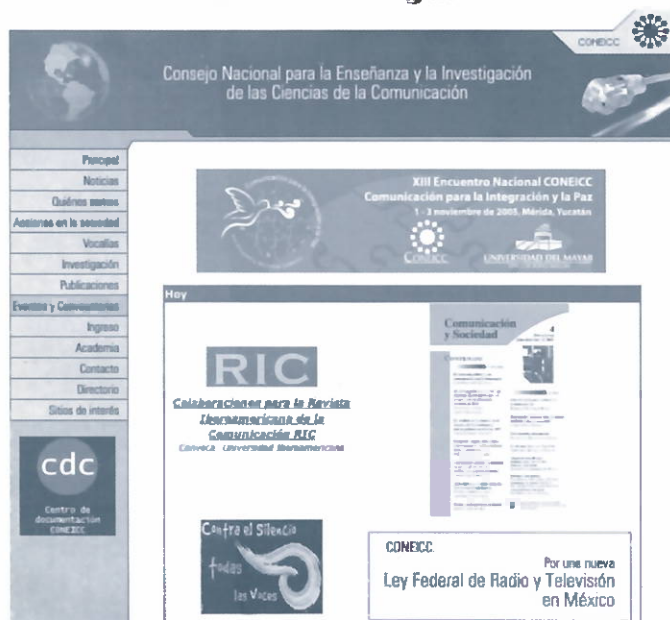 CONEICC
Consejo Nacional para la Enseñanza y la Investigación
de las Ciencias de la Comunicación
Principal
Noticias
Quiénes somos
Acciones en la sociedad
Vocalías
Investigación
Publicaciones
Eventos y Convocatorias
Ingreso
Academia
Contacto
Directorio
Sitios de interés
cdc
Centro de
documentación
CONEICC
XIII Encuentro Nacional CONEICC
Comunicación para la Integración y la Paz
1 - 3 noviembre de 2005, Mérida, Yucatán
CONEICC
UNIVERSIDAD DEL MAYAB
Hoy
RIC
Colaboraciones para la Revista
Iberoamericana de la
Comunicación RIC
Convoca Universidad Iberoamericana
Comunicación
y Sociedad
4
Contra el Silencio
todas
las Voces
CONEICC
Por una nueva
Ley Federal de Radio y Televisión
en México